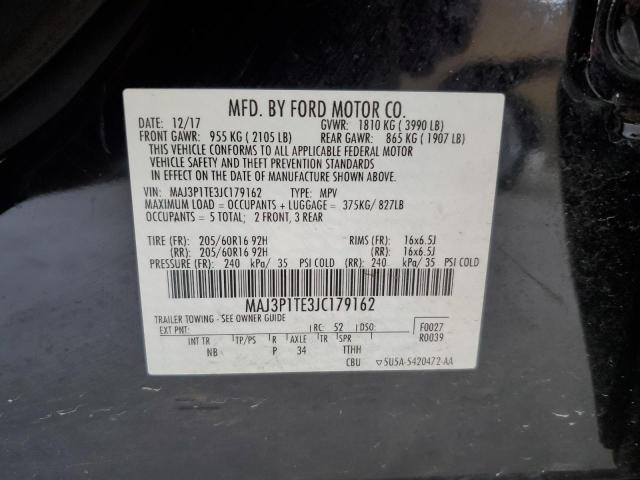 MFD. BY FORD MOTOR CO.
DATE: 12/17 GVWR: 1810 KG ( 3990 LB)
FRONT GAWR: 955 KG ( 2105 LB) REAR GAWR: 865 KG ( 1907 LB)
THIS VEHICLE CONFORMS TO ALL APPLICABLE FEDERAL MOTOR
VEHICLE SAFETY AND THEFT PREVENTION STANDARDS
IN EFFECT ON THE DATE OF MANUFACTURE SHOWN ABOVE.
VIN: MAJ3P1TE3JC179162 TYPE: MPV
MAXIMUM LOAD = OCCUPANTS + LUGGAGE = 375KG/ 827LB
OCCUPANTS = 5 TOTAL; 2 FRONT, 3 REAR
TIRE (FR): 205/60R16 92H RIMS (FR): 16x6.5J
(RR): 205/60R16 92H (RR): 16x6.5J
PRESSURE (FR): 240 kPa/ 35 PSI COLD (RR): 240 kPa/ 35 PSI COLD
MAJ3P1TE3JC179162
TRAILER TOWING - SEE OWNER GUIDE
EXT PNT: RC: 52 DSO: F0027
INT TR TP/PS R AXLE TR SPR R0039
NB P 34 TTHH
CBU ▽5U5A-5420472-AA